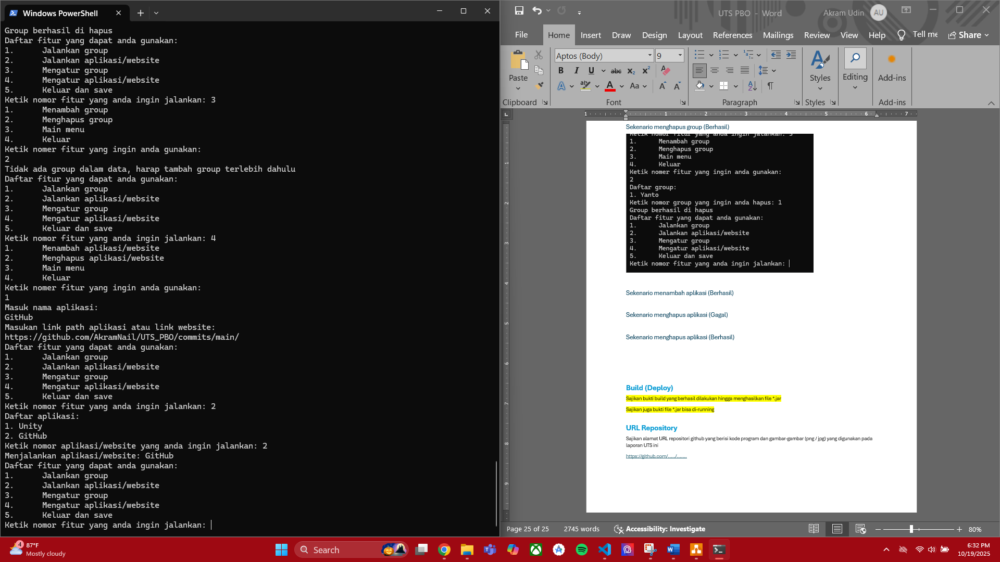 Windows PowerShell
Group berhasil di hapus
Daftar fitur yang dapat anda gunakan:
1. Jalankan group
2. Jalankan aplikasi/website
3. Mengatur group
4. Mengatur aplikasi/website
5. Keluar dan save
Ketik nomor fitur yang anda ingin jalankan: 3
1. Menambah group
2. Menghapus group
3. Main menu
4. Keluar
Ketik nomer fitur yang ingin anda gunakan:
2
Tidak ada group dalam data, harap tambah group terlebih dahulu
Daftar fitur yang dapat anda gunakan:
1. Jalankan group
2. Jalankan aplikasi/website
3. Mengatur group
4. Mengatur aplikasi/website
5. Keluar dan save
Ketik nomor fitur yang anda ingin jalankan: 4
1. Menambah aplikasi/website
2. Menghapus aplikasi/website
3. Main menu
4. Keluar
Ketik nomer fitur yang ingin anda gunakan:
1
Masuk nama aplikasi:
GitHub
Masukan link path aplikasi atau link website:
https://github.com/AkramNail/UTS_PBO/commits/main/
Daftar fitur yang dapat anda gunakan:
1. Jalankan group
2. Jalankan aplikasi/website
3. Mengatur group
4. Mengatur aplikasi/website
5. Keluar dan save
Ketik nomor fitur yang anda ingin jalankan: 2
Daftar aplikasi:
1. Unity
2. GitHub
Ketik nomor aplikasi/website yang anda ingin jalankan: 2
Menjalankan aplikasi/website: GitHub
Daftar fitur yang dapat anda gunakan:
1. Jalankan group
2. Jalankan aplikasi/website
3. Mengatur group
4. Mengatur aplikasi/website
5. Keluar dan save
Ketik nomor fitur yang anda ingin jalankan:
UTS PBO - Word
Akram Udin AU
File Home Insert Draw Design Layout References Mailings Review View Help Tell me Share
Aptos (Body) 9
Paste Styles Editing Add-ins
Clipboard Font Paragraph Styles Add-ins
1 1 2 3 4 5 6 7
Sekenario menghapus group (Berhasil)
Ketik nomor fitur yang anda ingin jalankan: 3
1. Menambah group
2. Menghapus group
3. Main menu
4. Keluar
Ketik nomer fitur yang ingin anda gunakan:
2
Daftar group:
1. Yanto
Ketik nomor group yang ingin anda hapus: 1
Group berhasil di hapus
Daftar fitur yang dapat anda gunakan:
1. Jalankan group
2. Jalankan aplikasi/website
3. Mengatur group
4. Mengatur aplikasi/website
5. Keluar dan save
Ketik nomor fitur yang anda ingin jalankan:
Sekenario menambah aplikasi (Berhasil)
Sekenario menghapus aplikasi (Gagal)
Sekenario menghapus aplikasi (Berhasil)
Build (Deploy)
Sajikan bukti build yang berhasil dilakukan hingga menghasilkan file *.jar
Sajikan juga bukti file *.jar bisa di-running
URL Repository
Sajikan alamat URL repositori github yang berisi kode program dan gambar-gambar (png / jpg) yang digunakan pada
laporan UTS ini
https://github.com/...../.......
Page 25 of 25 2745 words Accessibility: Investigate 80%
4
87°F
Mostly cloudy
Search
6:32 PM
10/19/2025